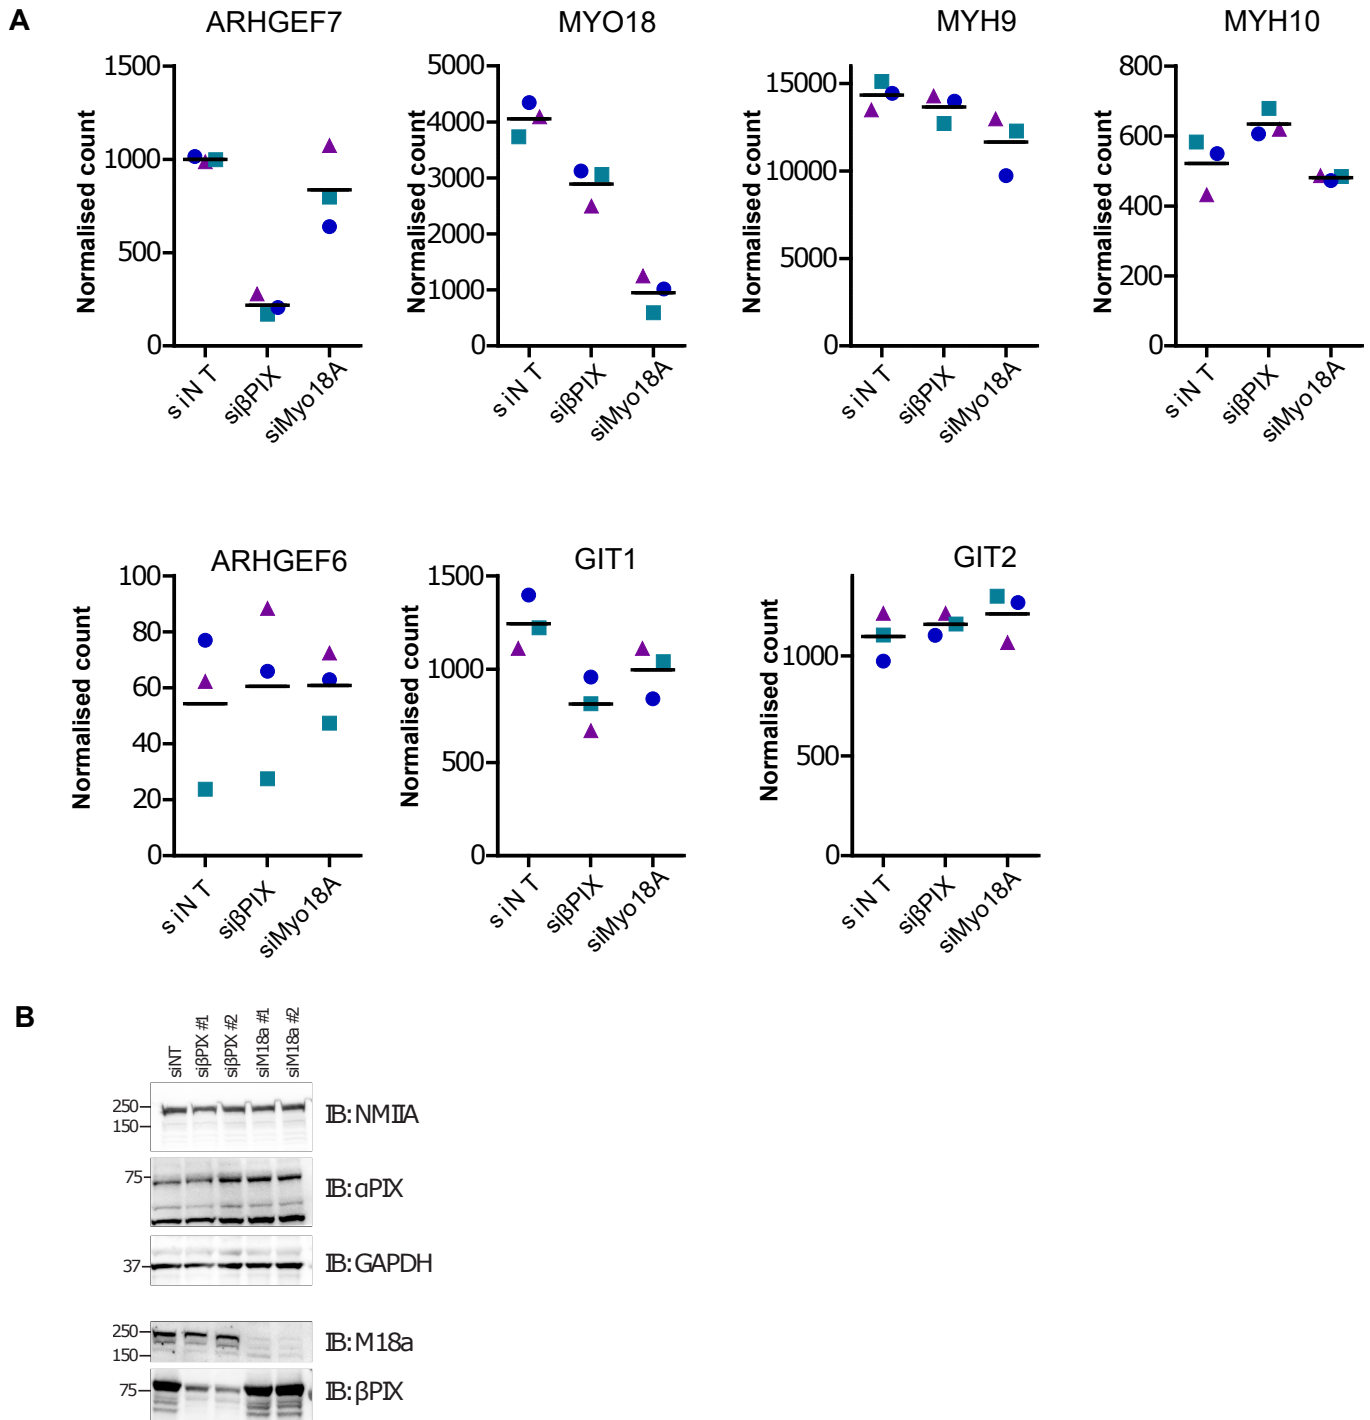 A
ARHGEF7
MYO18
MYH9
MYH10
Normalised count
1500
1000
500
0
siNT
siβPIX
siMyo18A
Normalised count
5000
4000
3000
2000
1000
0
siNT
siβPIX
siMyo18A
Normalised count
15000
10000
5000
0
siNT
siβPIX
siMyo18A
Normalised count
800
600
400
200
0
siNT
siβPIX
siMyo18A
ARHGEF6
GIT1
GIT2
Normalised count
100
80
60
40
20
0
siNT
siβPIX
siMyo18A
Normalised count
1500
1000
500
0
siNT
siβPIX
siMyo18A
Normalised count
1000
500
0
siNT
siβPIX
siMyo18A
B
siNT
siβPIX #1
siβPIX #2
siM18a #1
siM18a #2
250
150
IB: NMIIA
75
IB: αPIX
37
IB: GAPDH
250
150
IB: M18a
75
IB: βPIX